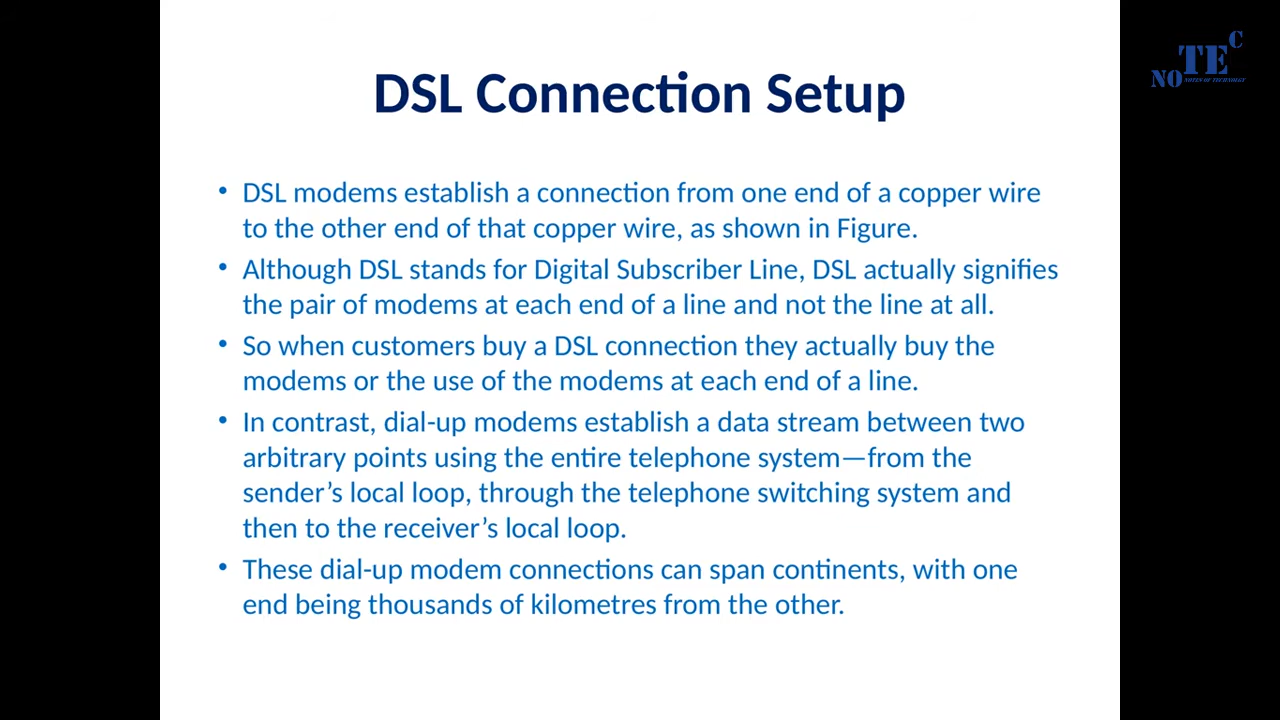 DSL Connection Setup
• DSL modems establish a connection from one end of a copper wire
to the other end of that copper wire, as shown in Figure.
• Although DSL stands for Digital Subscriber Line, DSL actually signifies
the pair of modems at each end of a line and not the line at all.
• So when customers buy a DSL connection they actually buy the
modems or the use of the modems at each end of a line.
• In contrast, dial-up modems establish a data stream between two
arbitrary points using the entire telephone system—from the
sender’s local loop, through the telephone switching system and
then to the receiver’s local loop.
• These dial-up modem connections can span continents, with one
end being thousands of kilometres from the other.
NOTEC
NOTES OF TECHNOLOGY